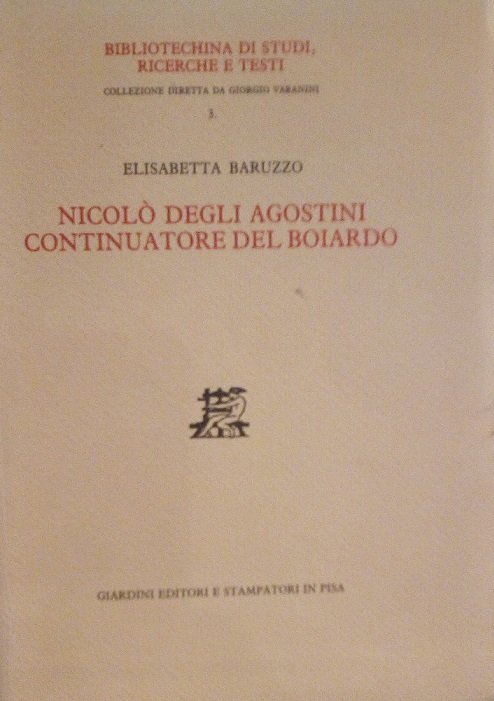 BIBLIOTECHINA DI STUDI,
RICERCHE E TESTI
COLLEZIONE DIRETTA DA GIORGIO VARANINI
3.
ELISABETTA BARUZZO
NICOLÒ DEGLI AGOSTINI
CONTINUATORE DEL BOIARDO
GIARDINI EDITORI E STAMPATORI IN PISA